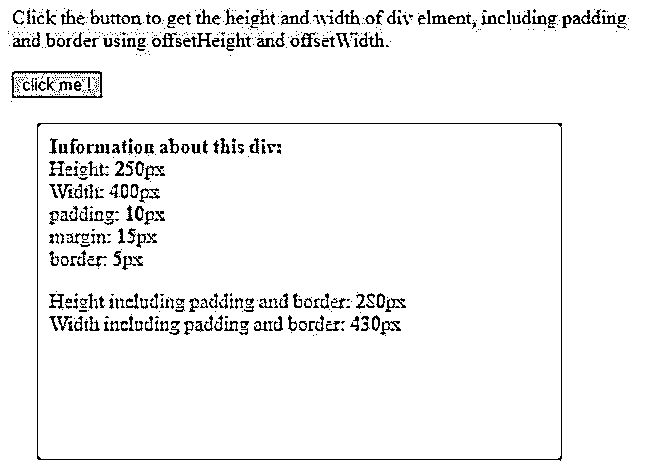 Click the button to get the height and width of div elment, including padding
and border using offsetHeight and offsetWidth.
click me !
Information about this div:
Height: 250px
Width: 400px
padding: 10px
margin: 15px
border: 5px
Height including padding and border: 280px
Width including padding and border: 430px